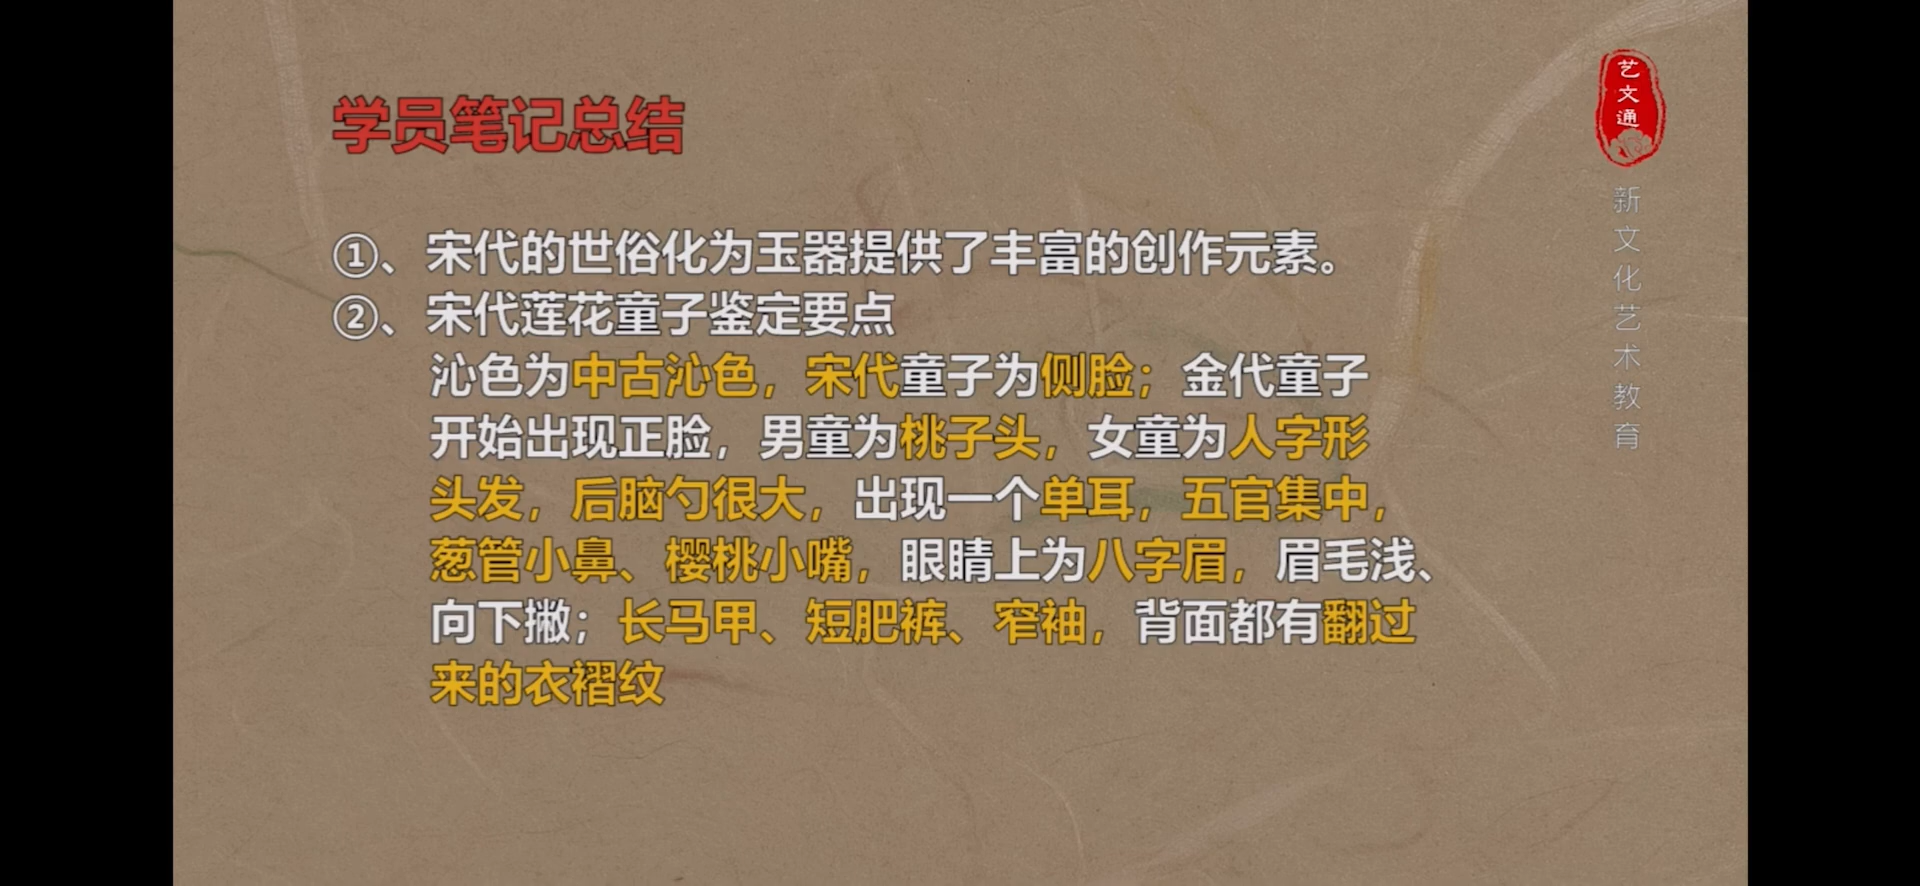 学员笔记总结
①、宋代的世俗化为玉器提供了丰富的创作元素。
②、宋代莲花童子鉴定要点
沁色为中古沁色，宋代童子为侧脸；金代童子
开始出现正脸，男童为桃子头，女童为人字形
头发，后脑勺很大，出现一个单耳，五官集中，
葱管小鼻、樱桃小嘴，眼睛上为八字眉，眉毛浅、
向下撇；长马甲、短肥裤、窄袖，背面都有翻过
来的衣褶纹
艺文通
新文化艺术教育